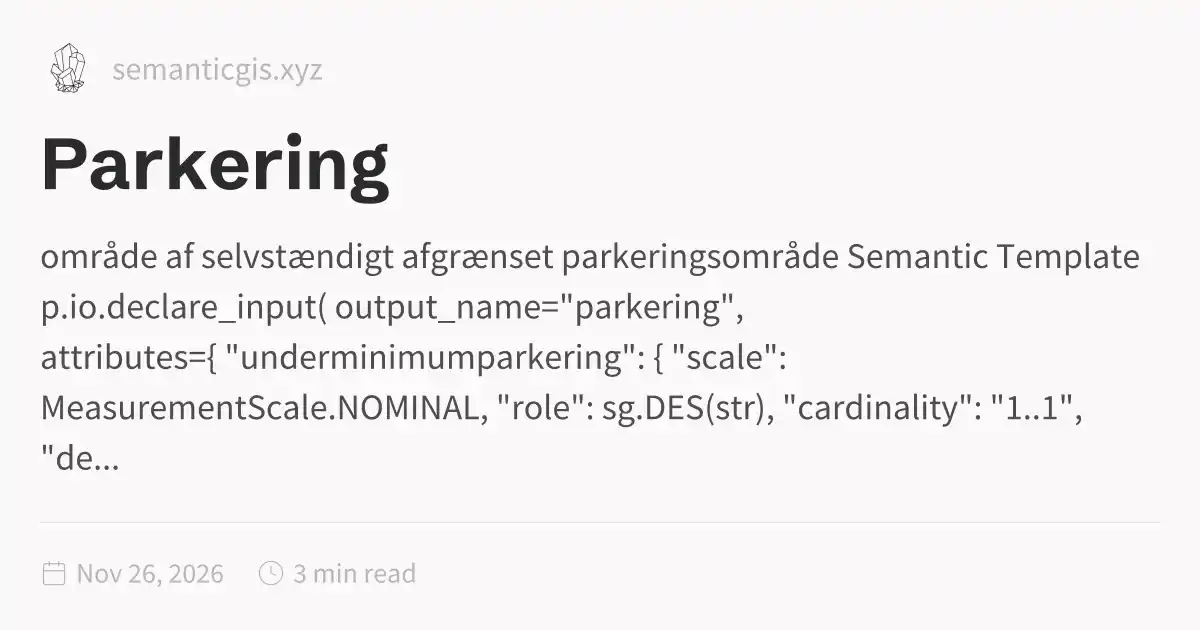 semanticgis.xyz
Parkering
område af selvstændigt afgrænset parkeringsområde Semantic Template
p.io.declare_input( output_name="parkering",
attributes={ "underminimumparkering": { "scale":
MeasurementScale.NOMINAL, "role": sg.DES(str), "cardinality": "1..1",
"de...
Nov 26, 2026 3 min read